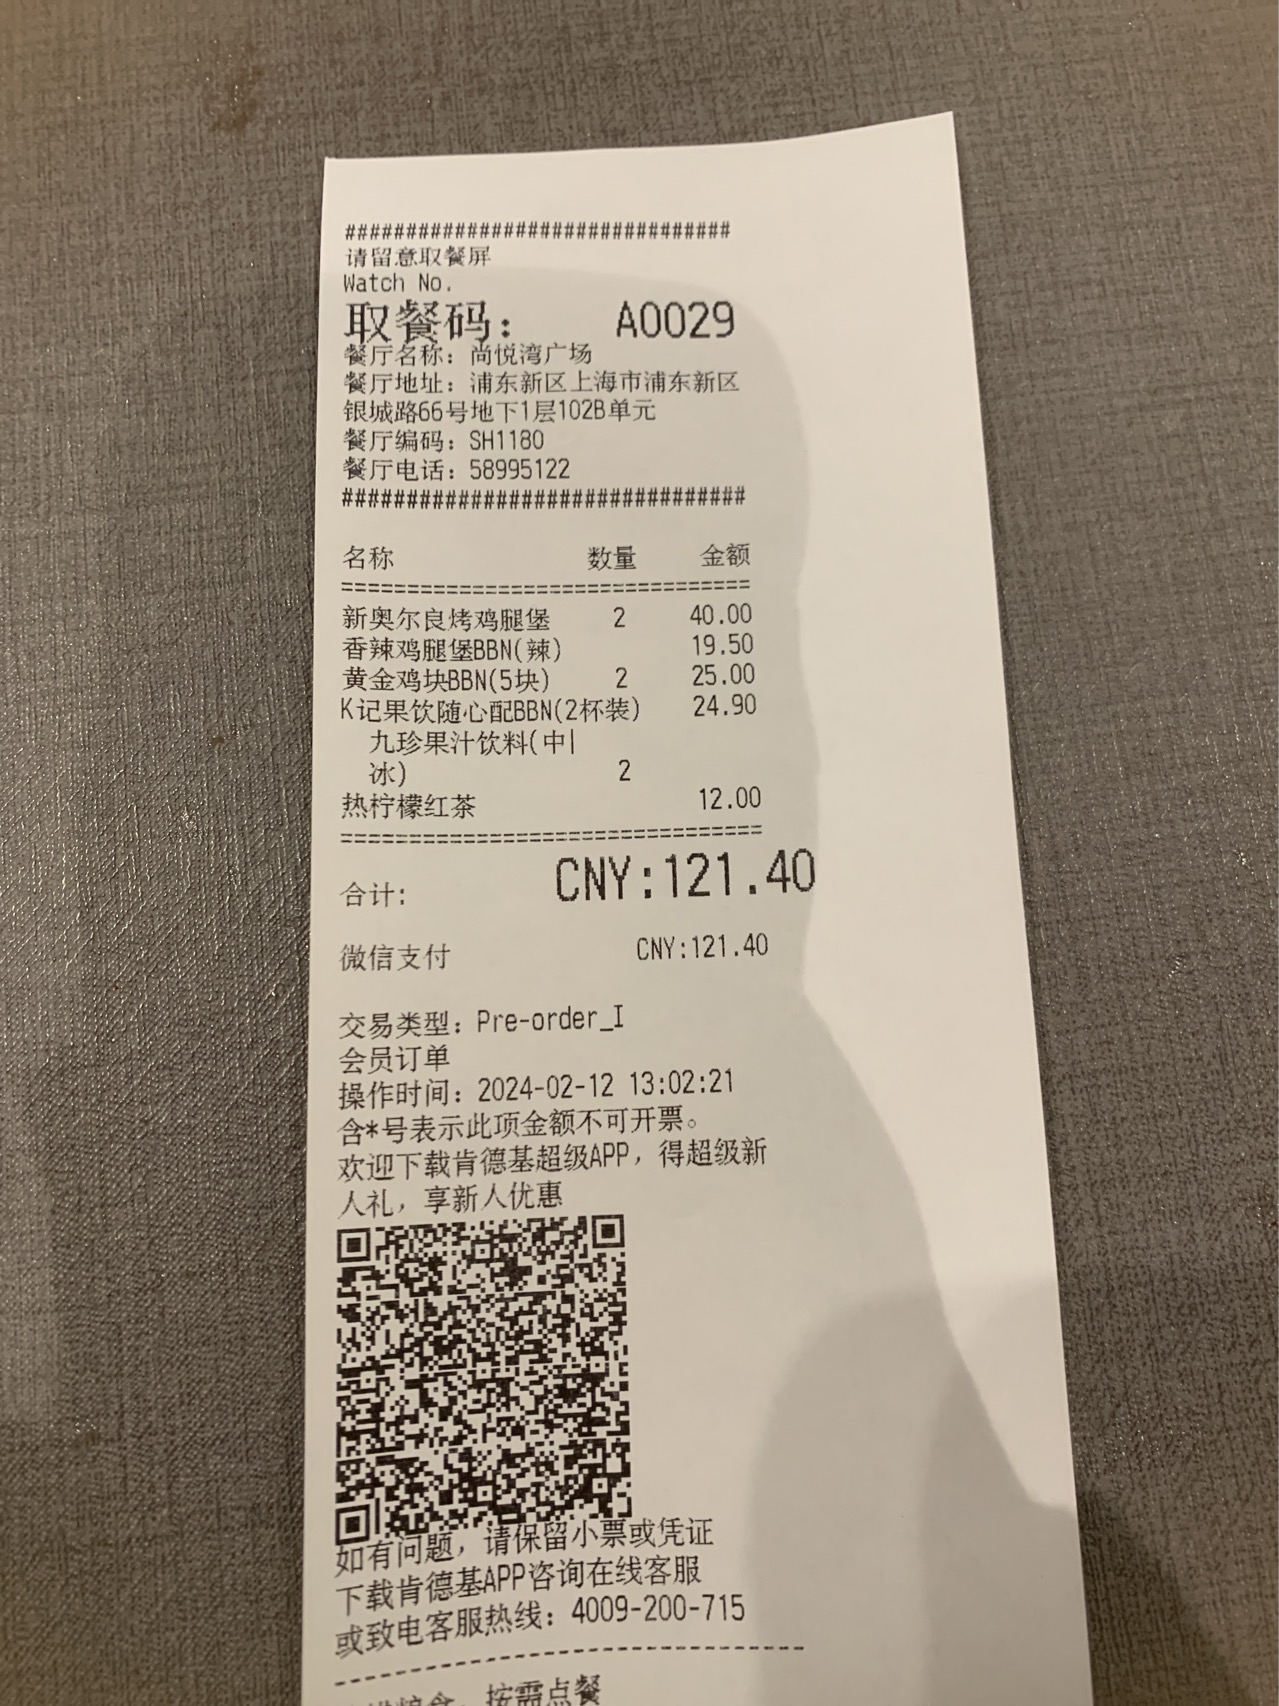 ################################
请留意取餐屏
Watch No.
取餐码： A0029
餐厅名称：尚悦湾广场
餐厅地址：浦东新区上海市浦东新区
银城路66号地下1层102B单元
餐厅编码：SH1180
餐厅电话：58995122
################################
名称 数量 金额
================================
新奥尔良烤鸡腿堡 2 40.00
香辣鸡腿堡BBN(辣) 19.50
黄金鸡块BBN(5块) 2 25.00
K记果饮随心配BBN(2杯装) 24.90
九珍果汁饮料(中|
冰) 2
热柠檬红茶 12.00
================================
合计: CNY:121.40
微信支付 CNY:121.40
交易类型：Pre-order_I
会员订单
操作时间：2024-02-12 13:02:21
含*号表示此项金额不可开票。
欢迎下载肯德基超级APP，得超级新
人礼，享新人优惠
如有问题，请保留小票或凭证
下载肯德基APP咨询在线客服
或致电客服热线：4009-200-715
--------------------------------
粮食，按需点餐